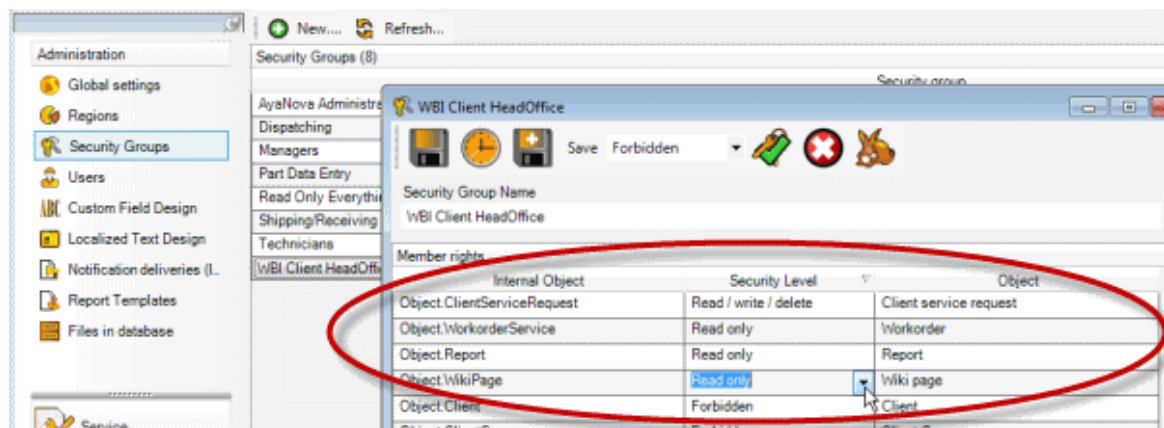 New.... Refresh...
Administration
Security Groups (8)
Global settings
Security group
Regions
AyaNova Administra
WBI Client HeadOffice
Security Groups
Dispatching
Managers
Save Forbidden
Users
Part Data Entry
Custom Field Design
Read Only Everythi
Security Group Name
Shipping/Receiving
WBI Client HeadOffice
Localized Text Design
Technicians
Notification deliveries (I...
WBI Client HeadOffi
Member rights
Internal Object Security Level Object
Report Templates
Object.ClientServiceRequest Read / write / delete Client service request
Files in database
Object.WorkorderService Read only Workorder
Object.Report Read only Report
Object.WikiPage Read only Wiki page
Object.Client Forbidden Client
Service